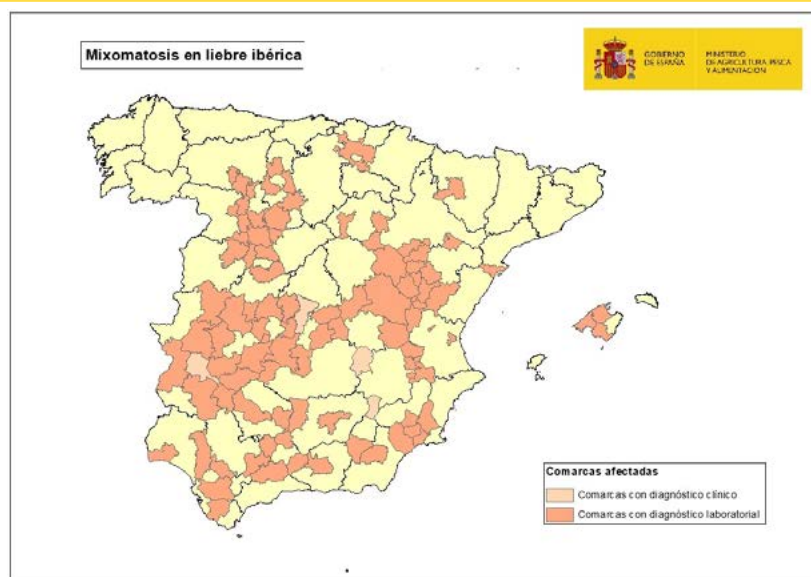 Mixomatosis en liebre ibérica
GOBIERNO
DE ESPAÑA
MINISTERIO
DE AGRICULTURA, PESCA
Y ALIMENTACIÓN
Comarcas afectadas
Comarcas con diagnóstico clínico
Comarcas con diagnóstico laboratorial